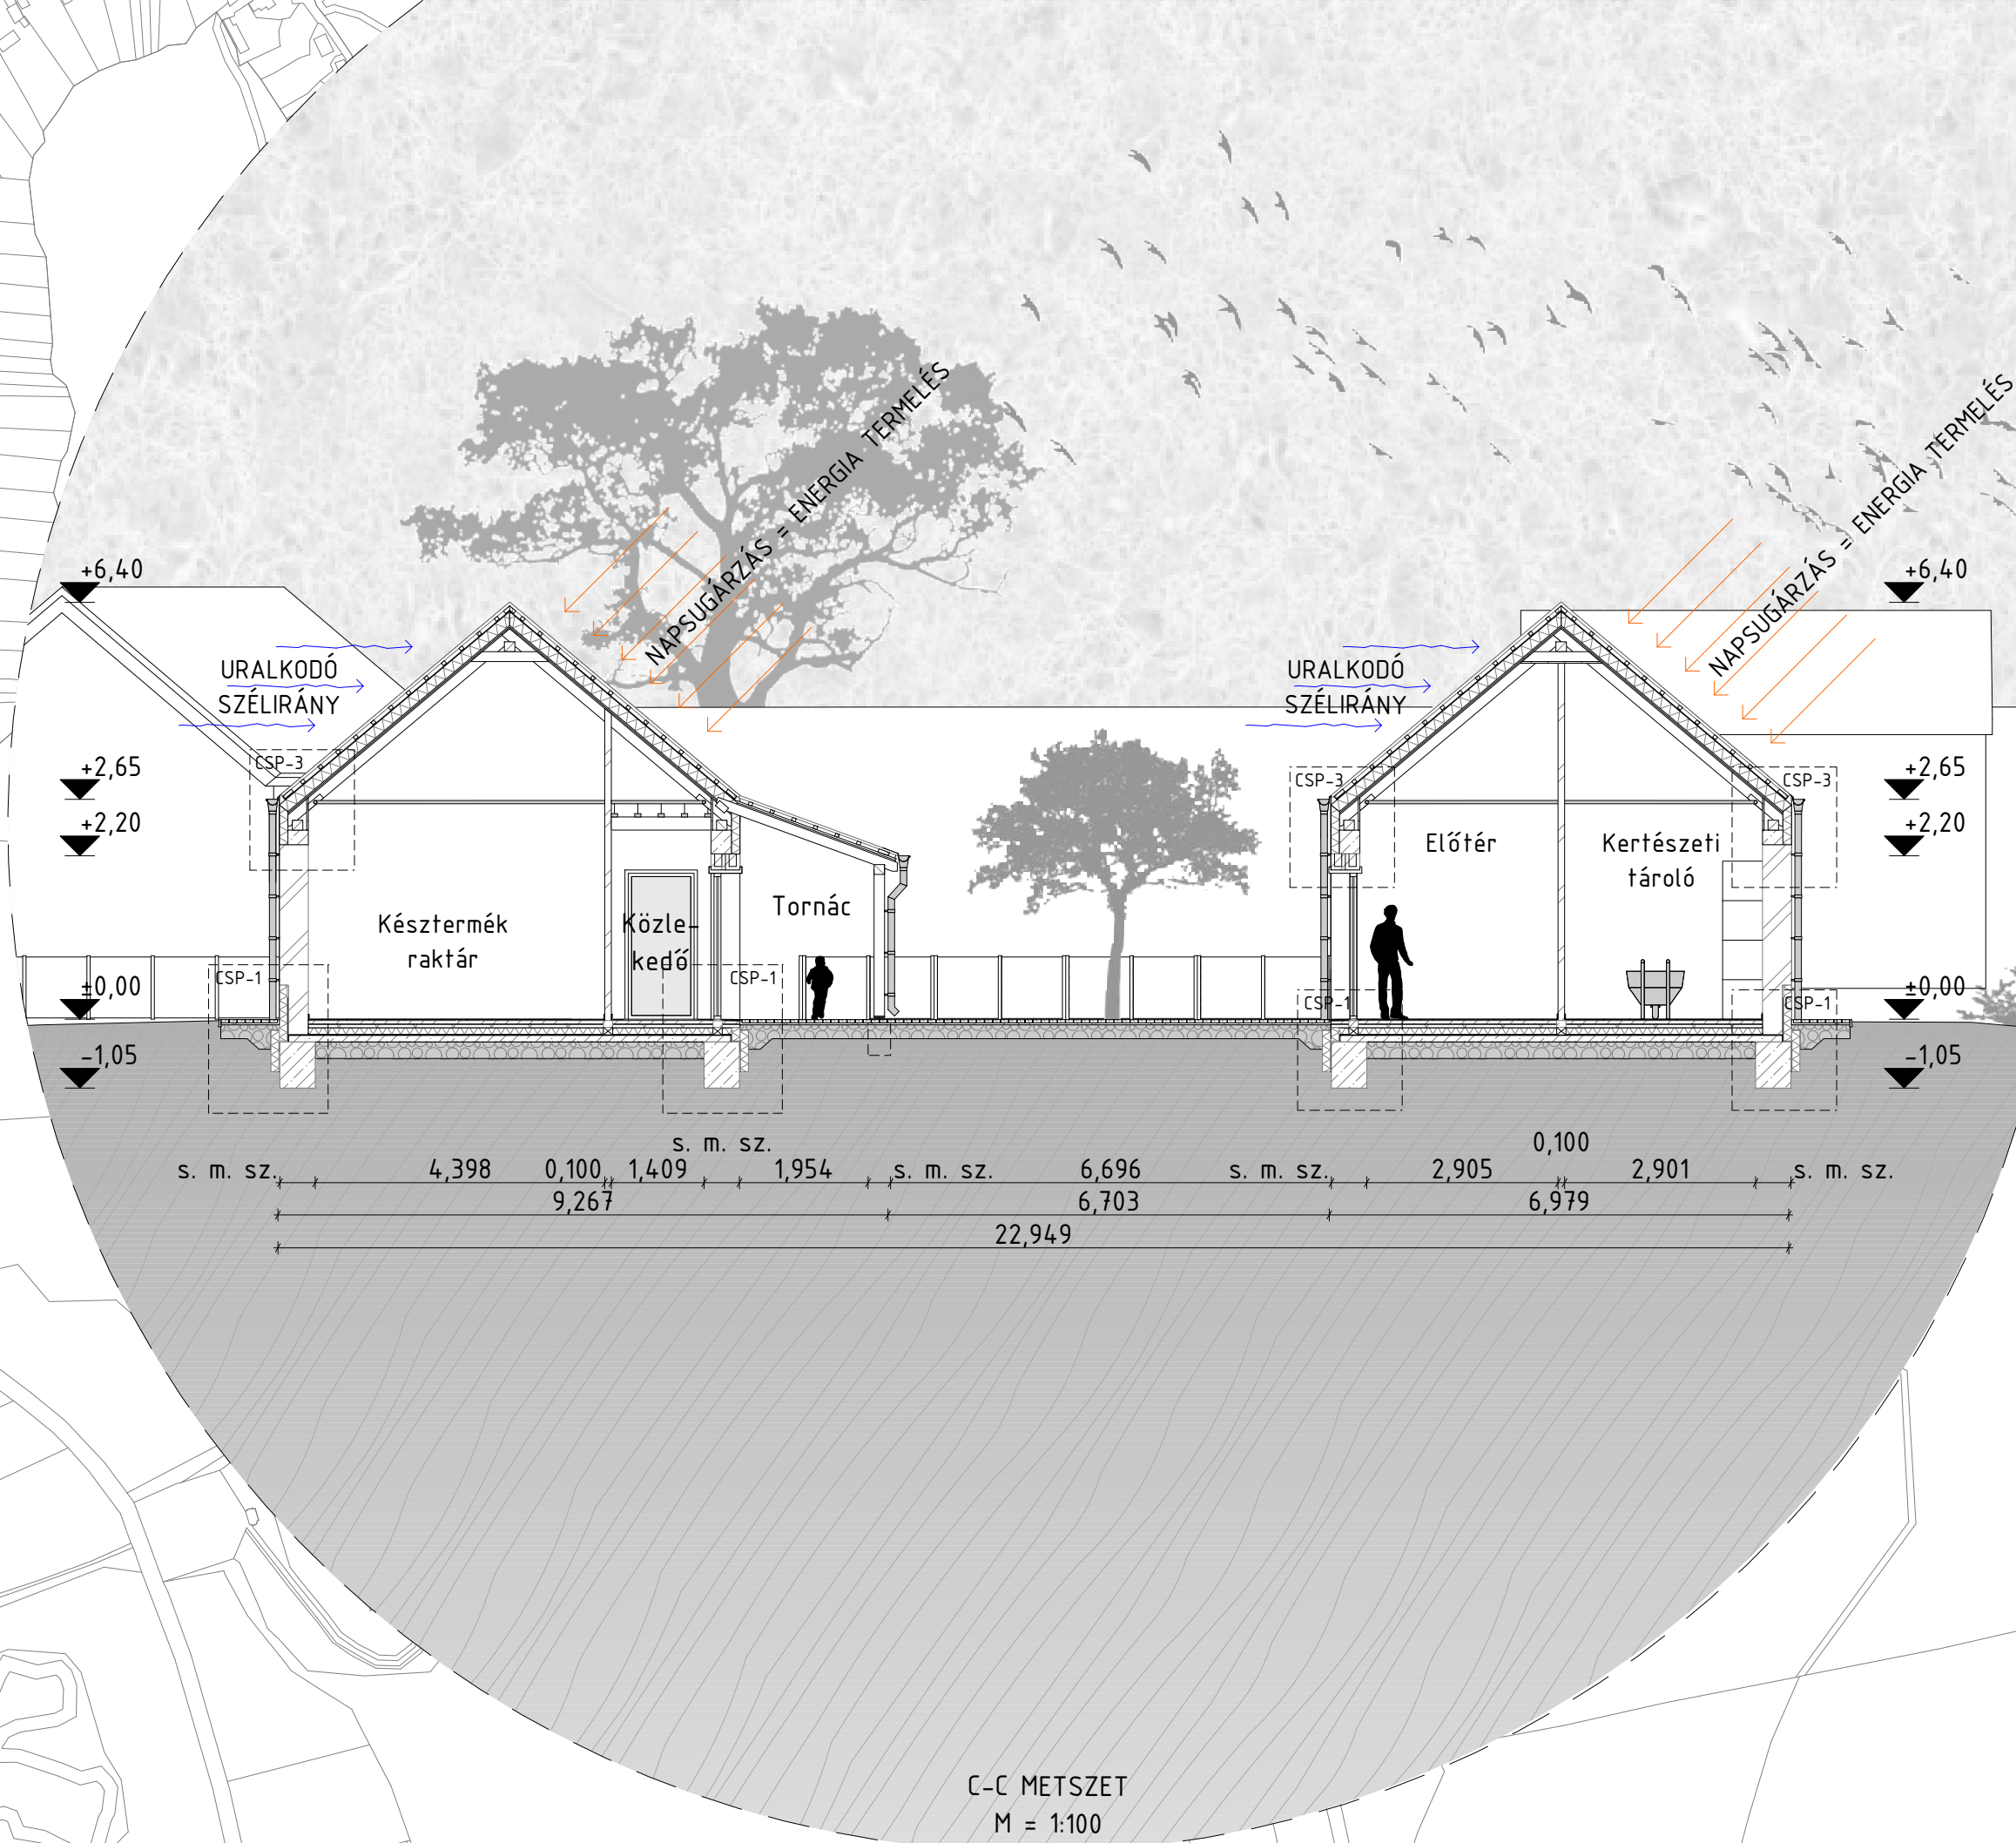 NAPSUGÁRZÁS = ENERGIA TERMELÉS
NAPSUGÁRZÁS = ENERGIA TERMELÉS
+6,40
+6,40
URALKODÓ
SZÉLIRÁNY
URALKODÓ
SZÉLIRÁNY
CSP-3
+2,65
CSP-3
CSP-3
+2,65
+2,20
+2,20
Előtér
Kertészeti
tároló
Késztermék
raktár
Közle-
kedő
Tornác
CSP-1
±0,00
CSP-1
CSP-1
CSP-1
±0,00
-1,05
-1,05
s. m. sz.
0,100
s. m. sz.
4,398
0,100
1,409
1,954
s. m. sz.
6,696
s. m. sz.
2,905
2,901
s. m. sz.
9,267
6,703
6,979
22,949
C-C METSZET
M = 1:100